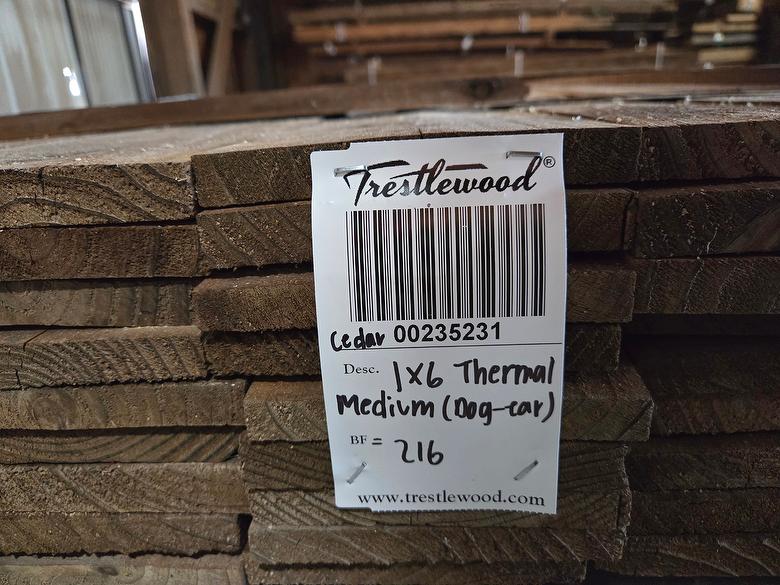 Trestlewood®
Cedar 00235231
Desc. 1x6 Thermal
Medium (Dog-ear)
BF = 216
www.trestlewood.com